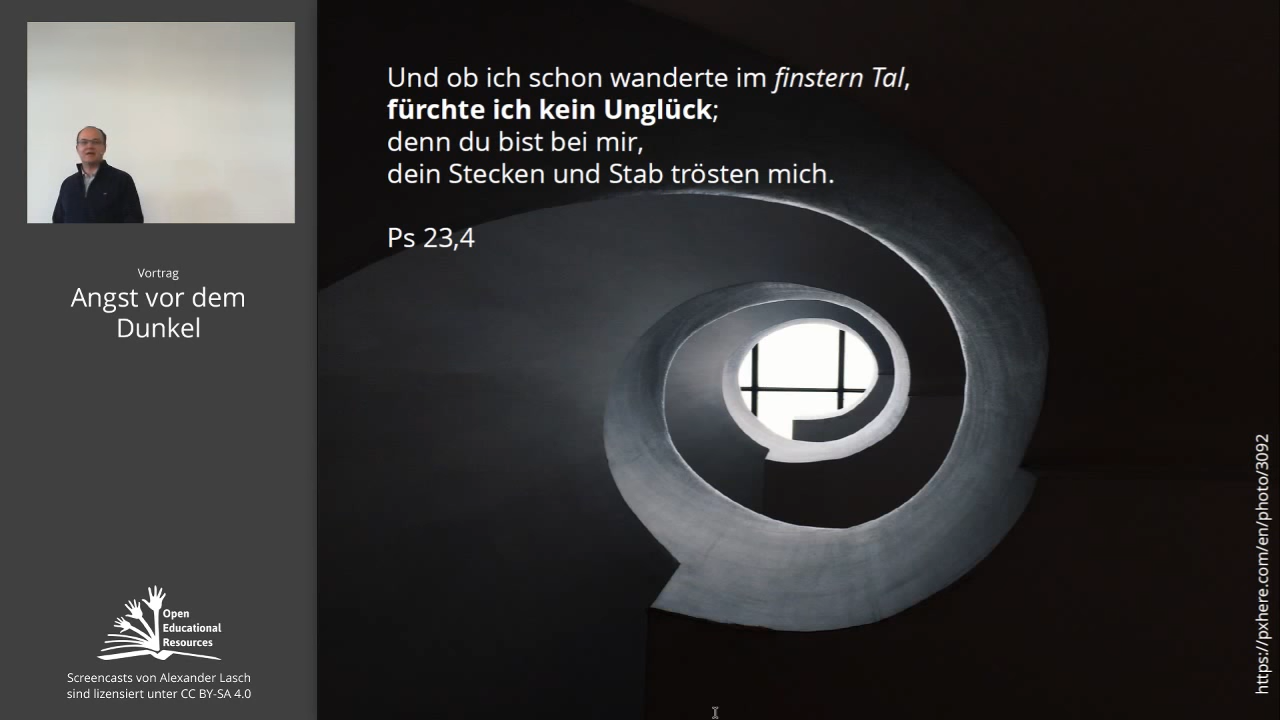 Und ob ich schon wanderte im finstern Tal,
fürchte ich kein Unglück;
denn du bist bei mir,
dein Stecken und Stab trösten mich.
Ps 23,4
Vortrag
Angst vor dem
Dunkel
Open
Educational
Resources
Screencasts von Alexander Lasch
sind lizensiert unter CC BY-SA 4.0
https://pxhere.com/en/photo/3092